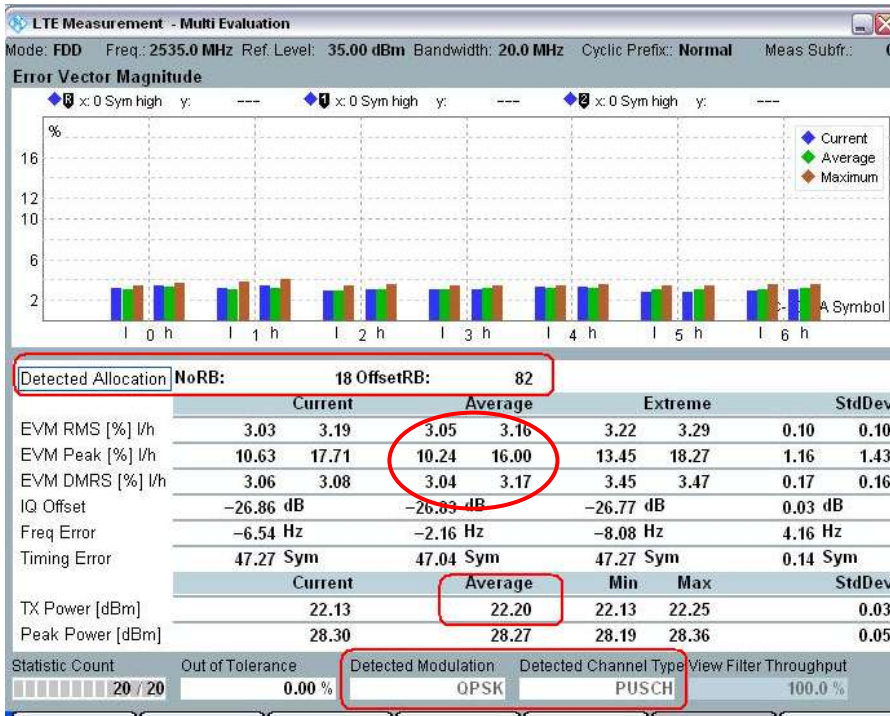 LTE Measurement - Multi Evaluation
Mode: FDD Freq.: 2535.0 MHz Ref. Level: 35.00 dBm Bandwidth: 20.0 MHz Cyclic Prefix: Normal Meas Subfr.:
Error Vector Magnitude
R x: 0 Sym high y: --- 1 x: 0 Sym high y: --- 2 x: 0 Sym high y: ---
%
Current
Average
Maximum
16
12
10
6
2
A Symbol
l 0 h l 1 h l 2 h l 3 h l 4 h l 5 h l 6 h
Detected Allocation NoRB: 18 OffsetRB: 82
Current Average Extreme StdDev
EVM RMS [%] l/h 3.03 3.19 3.05 3.16 3.22 3.29 0.10 0.10
EVM Peak [%] l/h 10.63 17.71 10.24 16.00 13.45 18.27 1.16 1.43
EVM DMRS [%] l/h 3.06 3.08 3.04 3.17 3.45 3.47 0.17 0.16
IQ Offset −26.86 dB −26.83 dB −26.77 dB 0.03 dB
Freq Error −6.54 Hz −2.16 Hz −8.08 Hz 4.16 Hz
Timing Error 47.27 Sym 47.04 Sym 47.27 Sym 0.14 Sym
Current Average Min Max StdDev
TX Power [dBm] 22.13 22.20 22.13 22.25 0.03
Peak Power [dBm] 28.30 28.27 28.19 28.36 0.05
Statistic Count Out of Tolerance Detected Modulation Detected Channel Type View Filter Throughput
20 / 20 0.00 % QPSK PUSCH 100.0 %